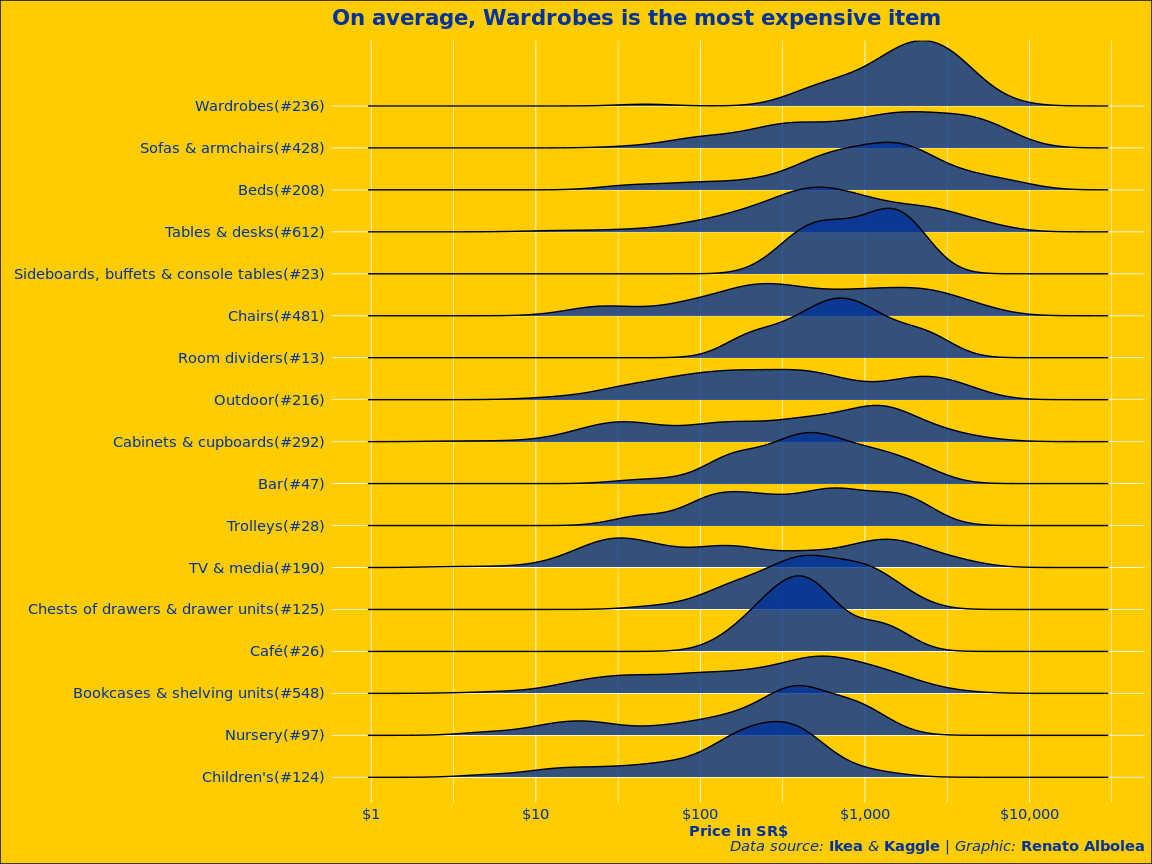 On average, Wardrobes is the most expensive item
Wardrobes(#236)
Sofas & armchairs(#428)
Beds(#208)
Tables & desks(#612)
Sideboards, buffets & console tables(#23)
Chairs(#481)
Room dividers(#13)
Outdoor(#216)
Cabinets & cupboards(#292)
Bar(#47)
Trolleys(#28)
TV & media(#190)
Chests of drawers & drawer units(#125)
Café(#26)
Bookcases & shelving units(#548)
Nursery(#97)
Children's(#124)
$1 $10 $100 $1,000 $10,000
Price in SR$
Data source: Ikea & Kaggle | Graphic: Renato Albolea